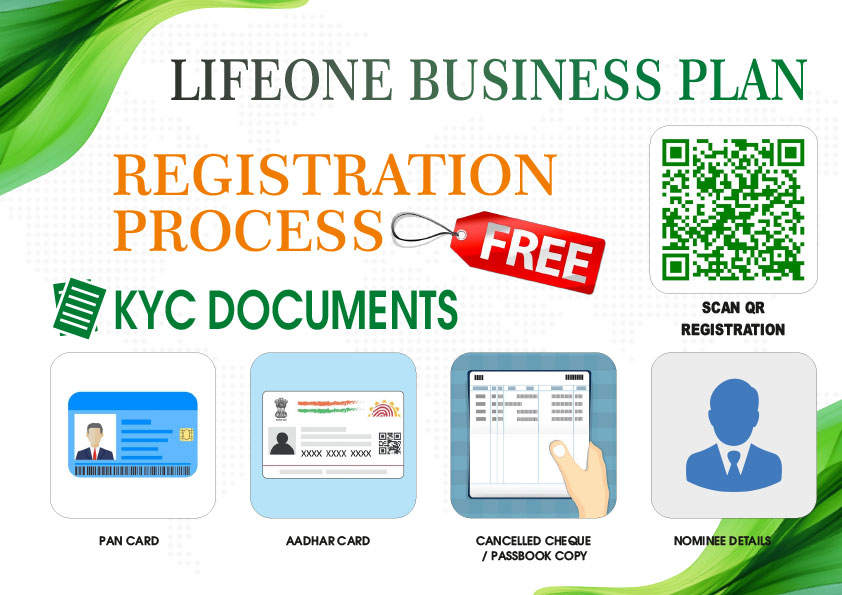 LIFEONE BUSINESS PLAN
REGISTRATION
PROCESS
FREE
KYC DOCUMENTS
SCAN QR
REGISTRATION
XXXX XXXX XXXX
PAN CARD
AADHAR CARD
CANCELLED CHEQUE
/ PASSBOOK COPY
NOMINEE DETAILS